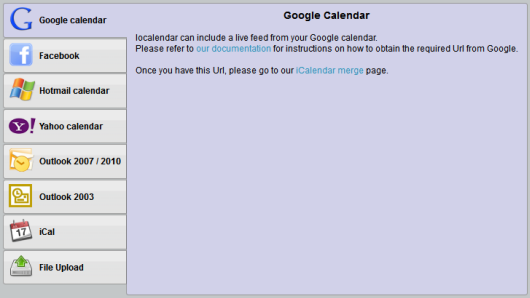 Google calendar
Facebook
Hotmail calendar
Yahoo calendar
Outlook 2007 / 2010
Outlook 2003
17
iCal
File Upload
Google Calendar
localendar can include a live feed from your Google calendar.
Please refer to our documentation for instructions on how to obtain the required Url from Google.
Once you have this Url, please go to our iCalendar merge page.